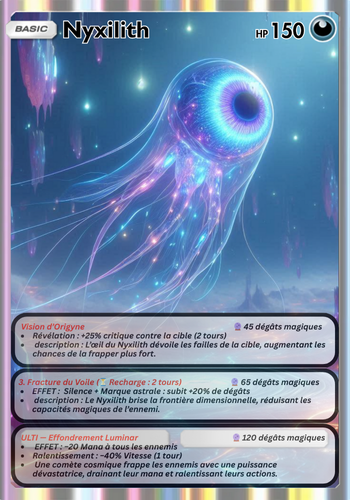 BASIC Nyxilith HP 150
Vision d'Origyne 🔮 45 dégâts magiques
• Révélation : +25% critique contre la cible (2 tours)
• description : L'œil du Nyxilith dévoile les failles de la cible, augmentant
les chances de la frapper plus fort.
3. Fracture du Voile (⏳ Recharge : 2 tours) 🔮 65 dégâts magiques
• EFFET : Silence + Marque astrale : subit +20% de dégâts
• description : Le Nyxilith brise la frontière dimensionnelle, réduisant les
capacités magiques de l'ennemi.
ULTI — Effondrement Luminar 🔮 120 dégâts magiques
• EFFET : -20 Mana à tous les ennemis
• Ralentissement : -40% Vitesse (1 tour)
• Une comète cosmique frappe les ennemis avec une puissance
dévastatrice, drainant leur mana et ralentissant leurs actions.